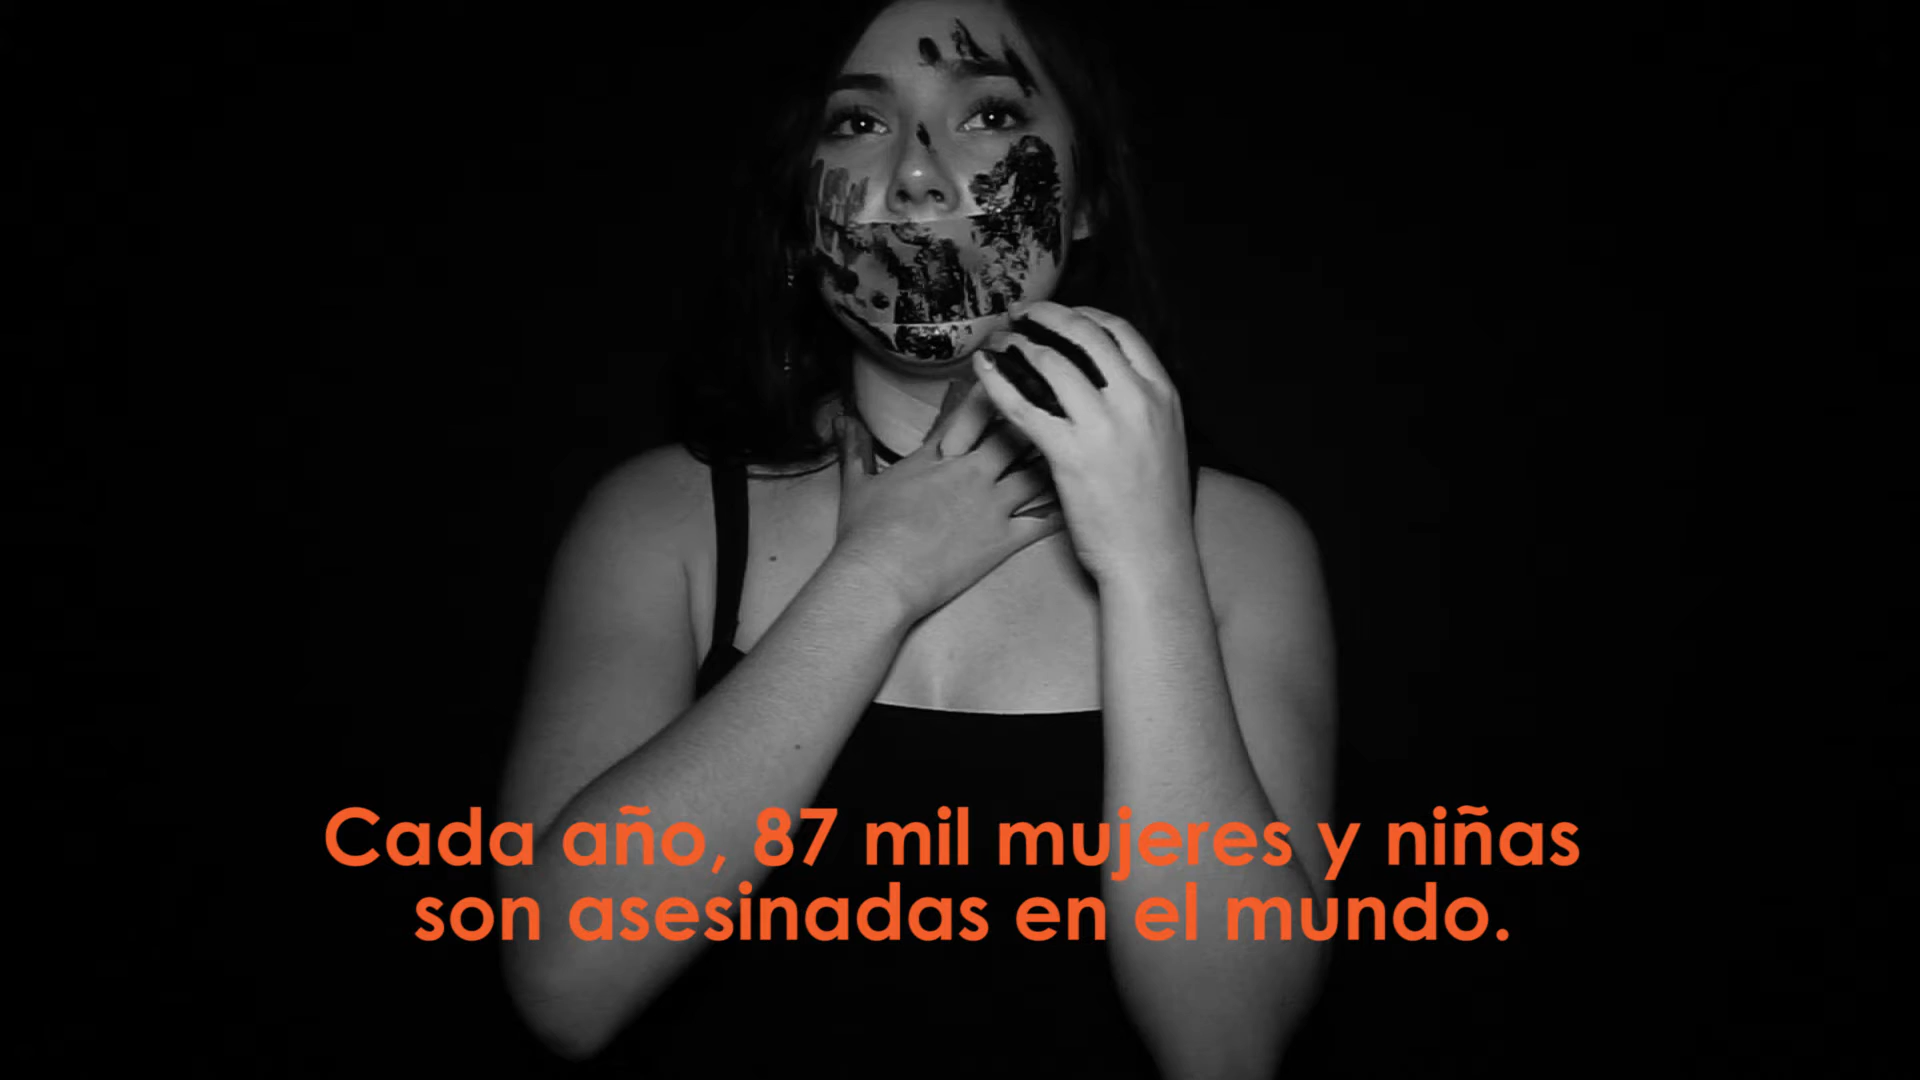 Cada año, 87 mil mujeres y niñas
son asesinadas en el mundo.